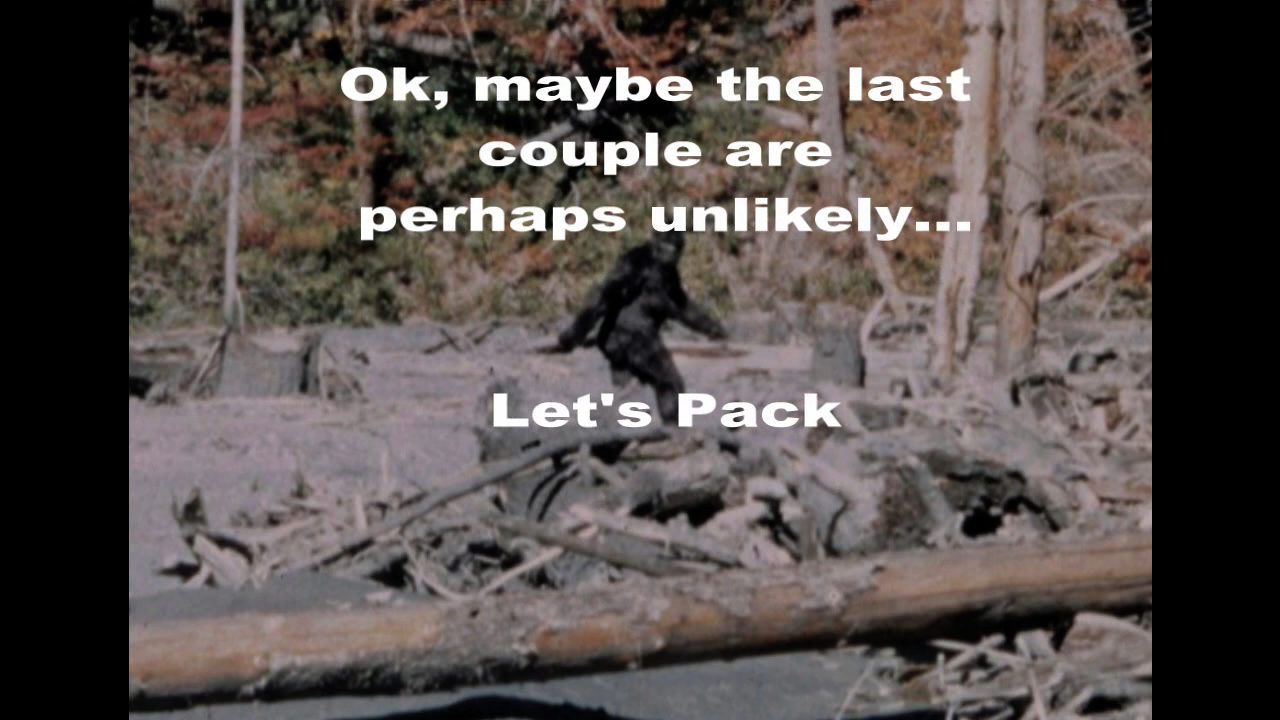 Ok, maybe the last
couple are
perhaps unlikely...
Let's Pack